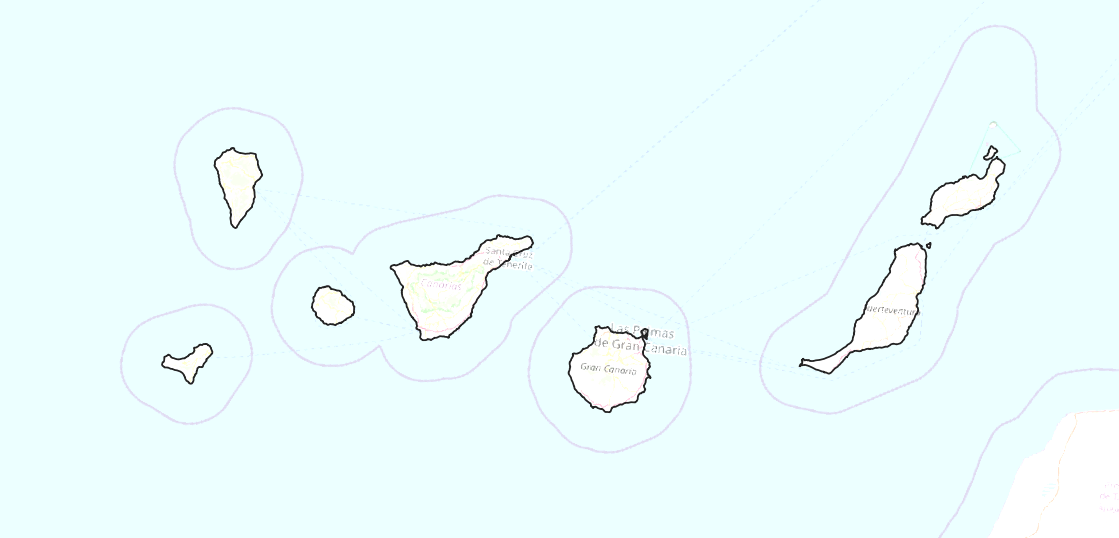 Santa Cruz
de Tenerife
Canarias
Las Palmas
de Gran Canaria
Gran Canaria
Fuerteventura